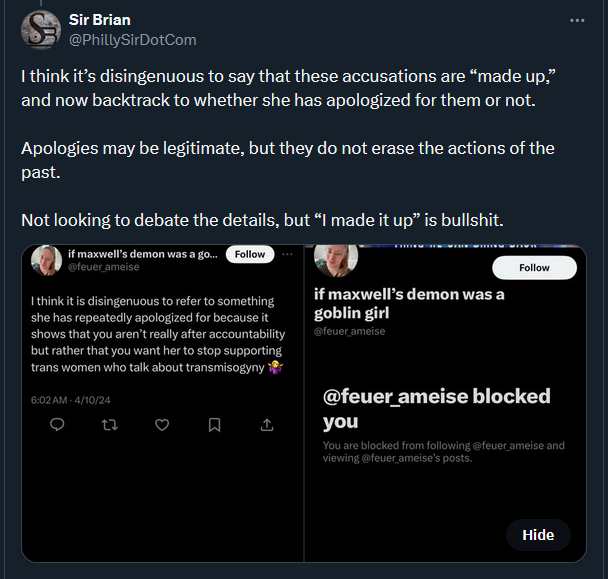 Sir Brian
@PhillySirDotCom
I think it’s disingenuous to say that these accusations are “made up,”
and now backtrack to whether she has apologized for them or not.
Apologies may be legitimate, but they do not erase the actions of the
past.
Not looking to debate the details, but “I made it up” is bullshit.
if maxwell’s demon was a go...
Follow
@feuer_ameise
I think it is disingenuous to refer to something
she has repeatedly apologized for because it
shows that you aren’t really after accountability
but rather that you want her to stop supporting
trans women who talk about transmisogyny 🤷‍♀️
6:02 AM · 4/10/24
Follow
if maxwell’s demon was a
goblin girl
@feuer_ameise
@feuer_ameise blocked
you
You are blocked from following @feuer_ameise and
viewing @feuer_ameise’s posts.
Hide